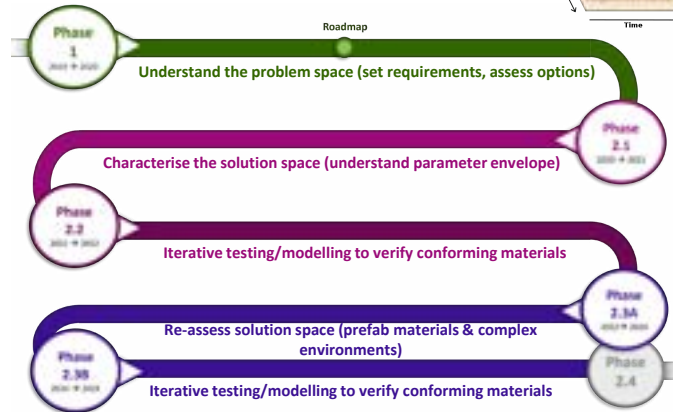 Time
Roadmap
Phase
1
Understand the problem space (set requirements, assess options)
Phase
2.1
Characterise the solution space (understand parameter envelope)
Phase
2.2
Iterative testing/modelling to verify conforming materials
Phase
2.3A
Re-assess solution space (prefab materials & complex
environments)
Phase
2.3B
Phase
2.4
Iterative testing/modelling to verify conforming materials